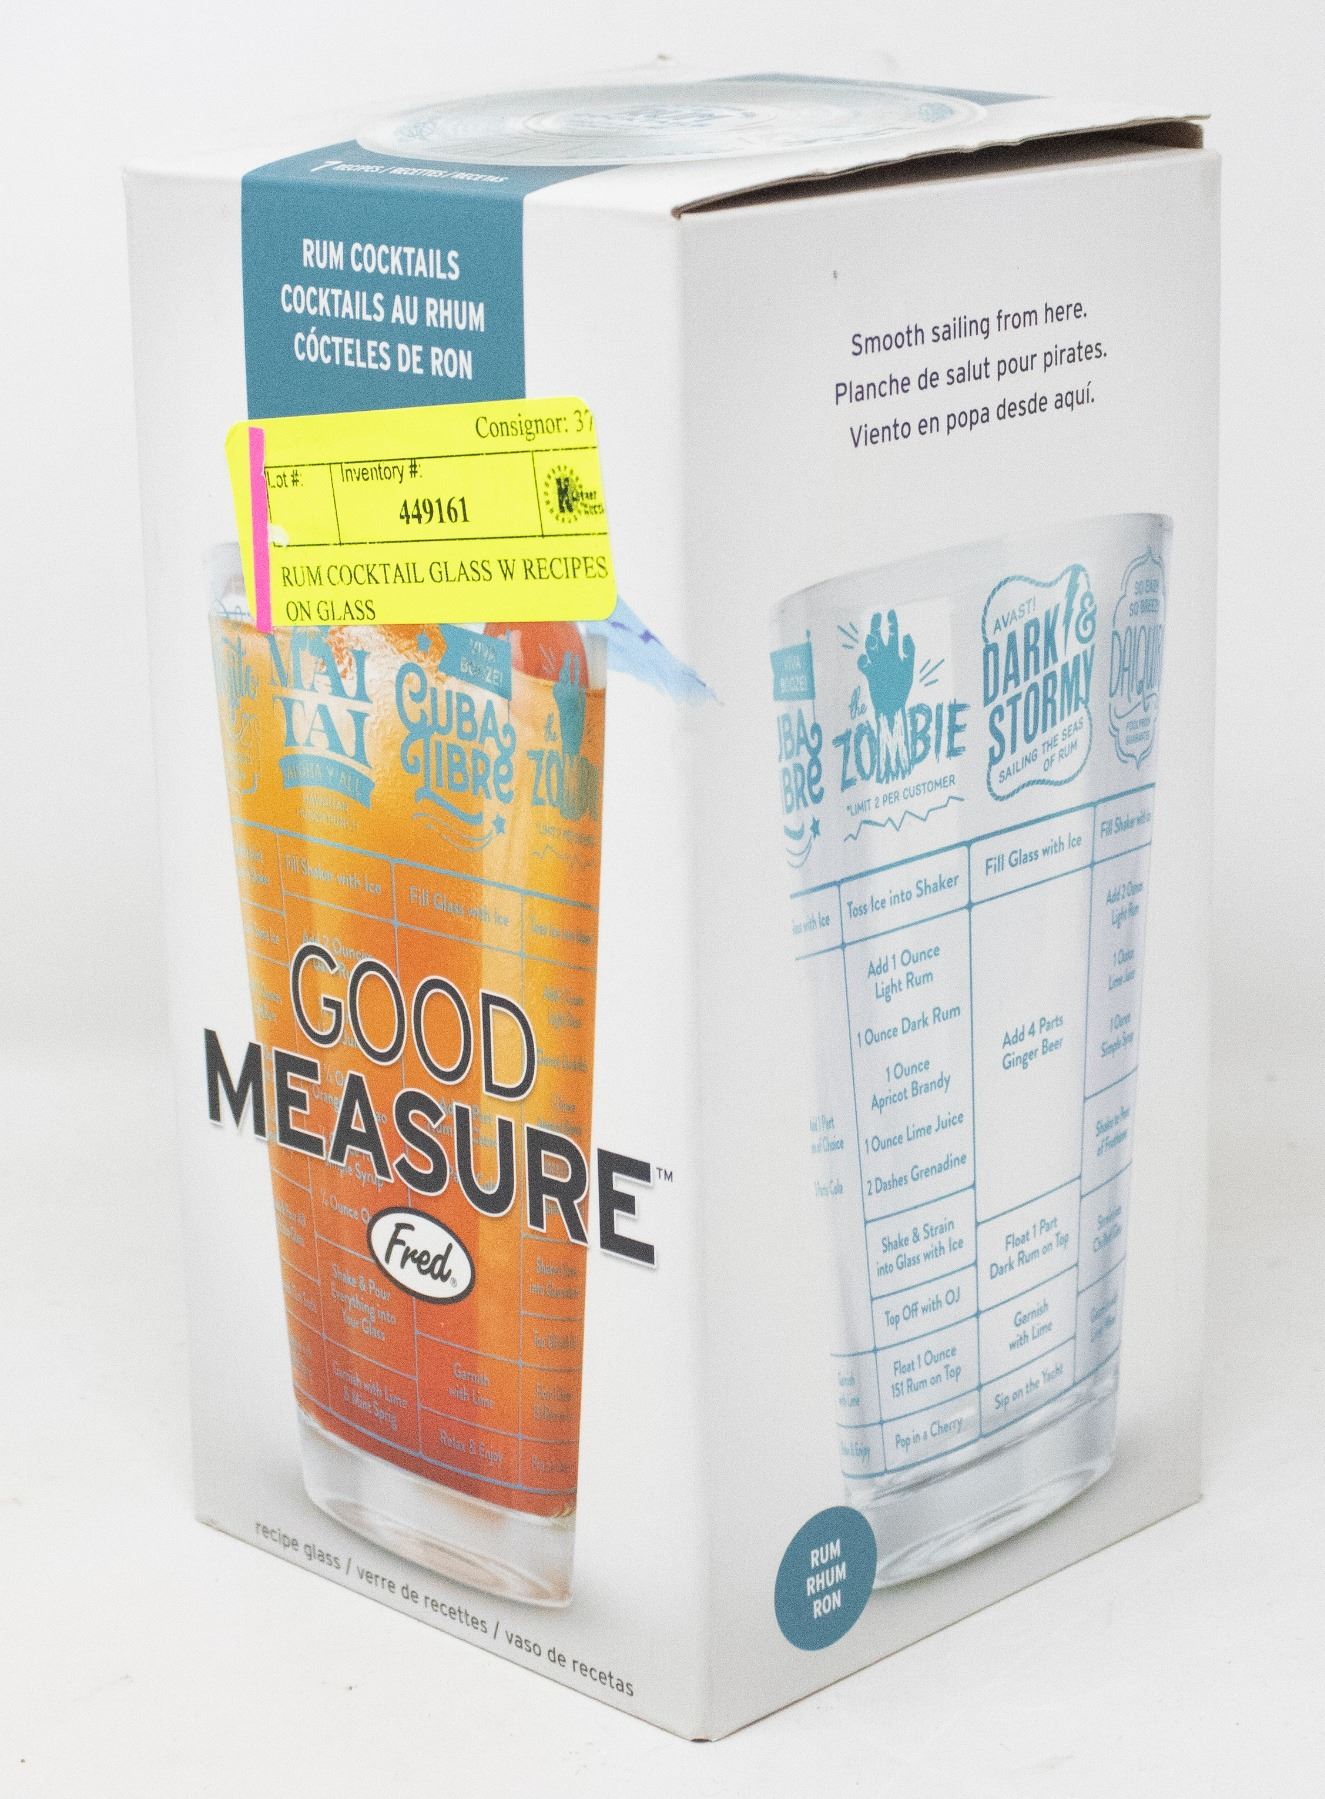 7 RECIPES / RECETTES / RECETAS
RUM COCKTAILS
COCKTAILS AU RHUM
CÓCTELES DE RON
Consignor: 37
Lot #:
Inventory #:
449161
RUM COCKTAIL GLASS W RECIPES
ON GLASS
MAI
TAI
ALOHA Y'ALL
VIVA
BOOZE!
CUBA
LIBRE
the
ZO
Fill Shaker with Ice
Fill Glass with Ice
GOOD
MEASURE™
Fred®
Shake & Pour
Everything into
Your Glass
Garnish with Lime
& Mint Sprig
Garnish
with Lime
Relax & Enjoy
recipe glass / verre de recettes / vaso de recetas
Smooth sailing from here.
Planche de salut pour pirates.
Viento en popa desde aquí.
VIVA
BOOZE!
UBA
BRE
the
ZOMBIE
*LIMIT 2 PER CUSTOMER
AVAST!
DARK &
STORMY
SAILING THE SEAS
OF RUM
SO EASY
SO BREEZY
DAIQUI
Toss Ice into Shaker
Add 1 Ounce
Light Rum
1 Ounce Dark Rum
1 Ounce
Apricot Brandy
1 Ounce Lime Juice
2 Dashes Grenadine
Shake & Strain
into Glass with Ice
Top Off with OJ
Float 1 Ounce
151 Rum on Top
Pop in a Cherry
Fill Glass with Ice
Add 4 Parts
Ginger Beer
Float 1 Part
Dark Rum on Top
Garnish
with Lime
Sip on the Yacht
Fill Shaker with
Add 2 Ounces
Light Rum
1 Ounce
Lime Juice
1 Ounce
Simple Syrup
RUM
RHUM
RON